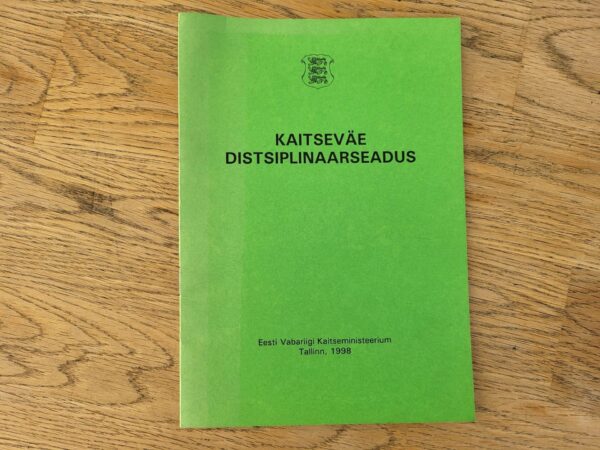 KAITSEVÄE
DISTSIPLINAARSEADUS
Eesti Vabariigi Kaitseministeerium
Tallinn, 1998